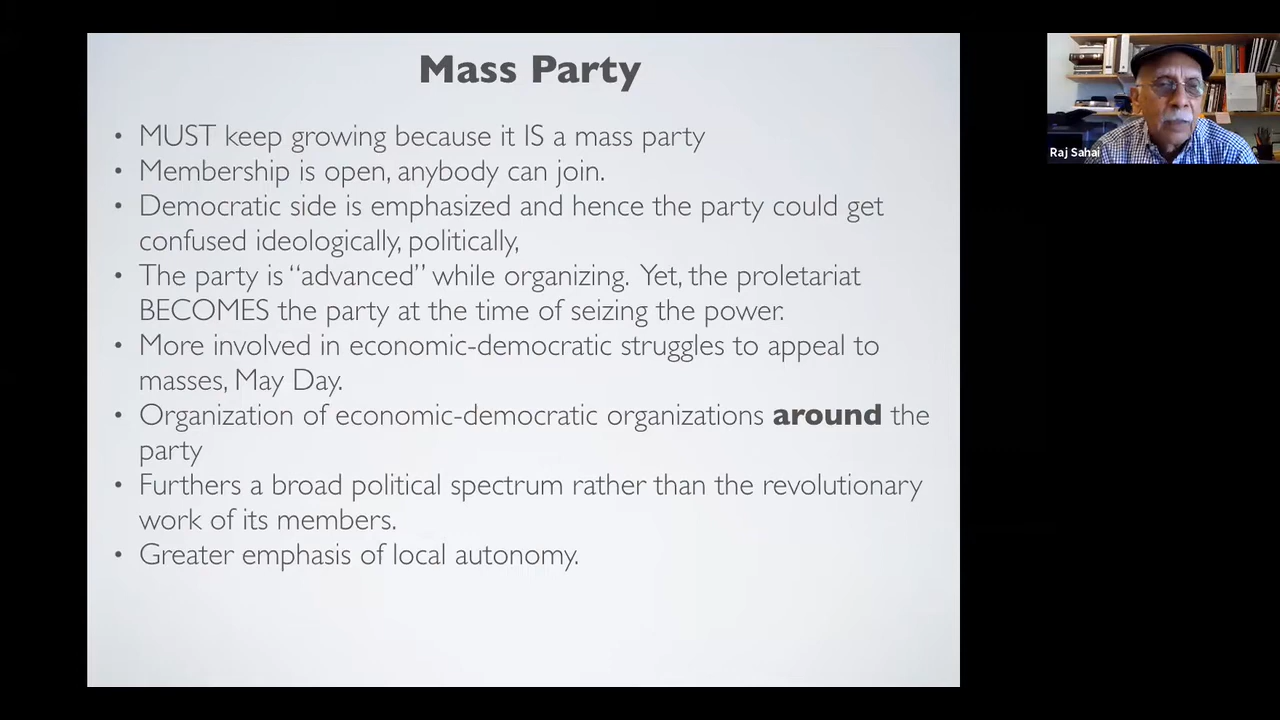 Mass Party
• MUST keep growing because it IS a mass party
• Membership is open, anybody can join.
• Democratic side is emphasized and hence the party could get
confused ideologically, politically,
• The party is “advanced” while organizing. Yet, the proletariat
BECOMES the party at the time of seizing the power.
• More involved in economic-democratic struggles to appeal to
masses, May Day.
• Organization of economic-democratic organizations around the
party
• Furthers a broad political spectrum rather than the revolutionary
work of its members.
• Greater emphasis of local autonomy.
Raj Sahai